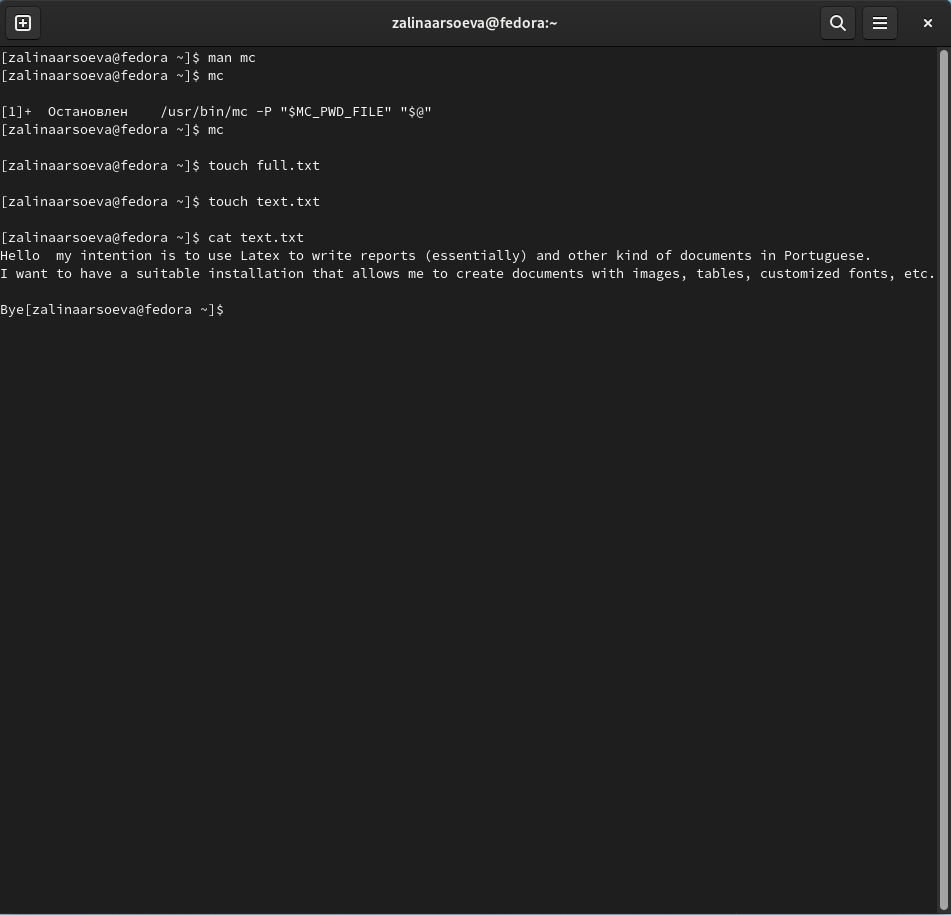 zalinaarsoeva@fedora:~
[zalinaarsoeva@fedora ~]$ man mc
[zalinaarsoeva@fedora ~]$ mc
[1]+  Остановлен    /usr/bin/mc -P "$MC_PWD_FILE" "$@"
[zalinaarsoeva@fedora ~]$ mc
[zalinaarsoeva@fedora ~]$ touch full.txt
[zalinaarsoeva@fedora ~]$ touch text.txt
[zalinaarsoeva@fedora ~]$ cat text.txt
Hello  my intention is to use Latex to write reports (essentially) and other kind of documents in Portuguese.
I want to have a suitable installation that allows me to create documents with images, tables, customized fonts, etc.
Bye[zalinaarsoeva@fedora ~]$